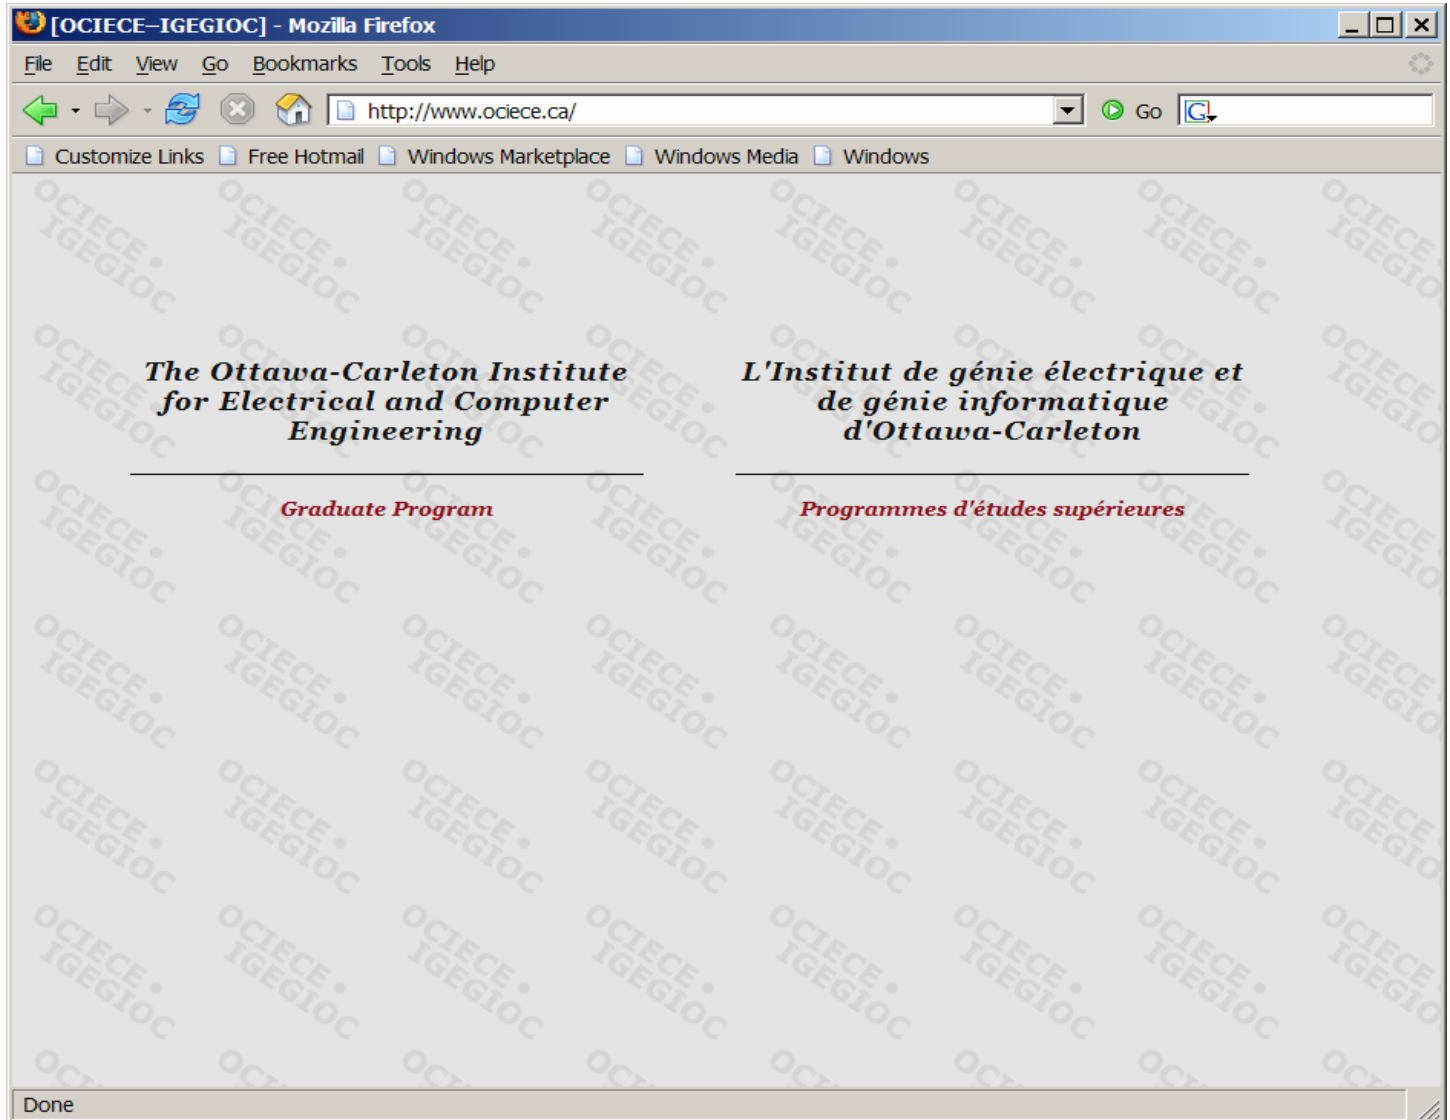 [OCIECE–IGEGIOC] - Mozilla Firefox
File Edit View Go Bookmarks Tools Help
http://www.ociece.ca/ Go G
Customize Links Free Hotmail Windows Marketplace Windows Media Windows
The Ottawa-Carleton Institute
for Electrical and Computer
Engineering
Graduate Program
L'Institut de génie électrique et
de génie informatique
d'Ottawa-Carleton
Programmes d'études supérieures
OCIECE •
IGEGIOC
Done